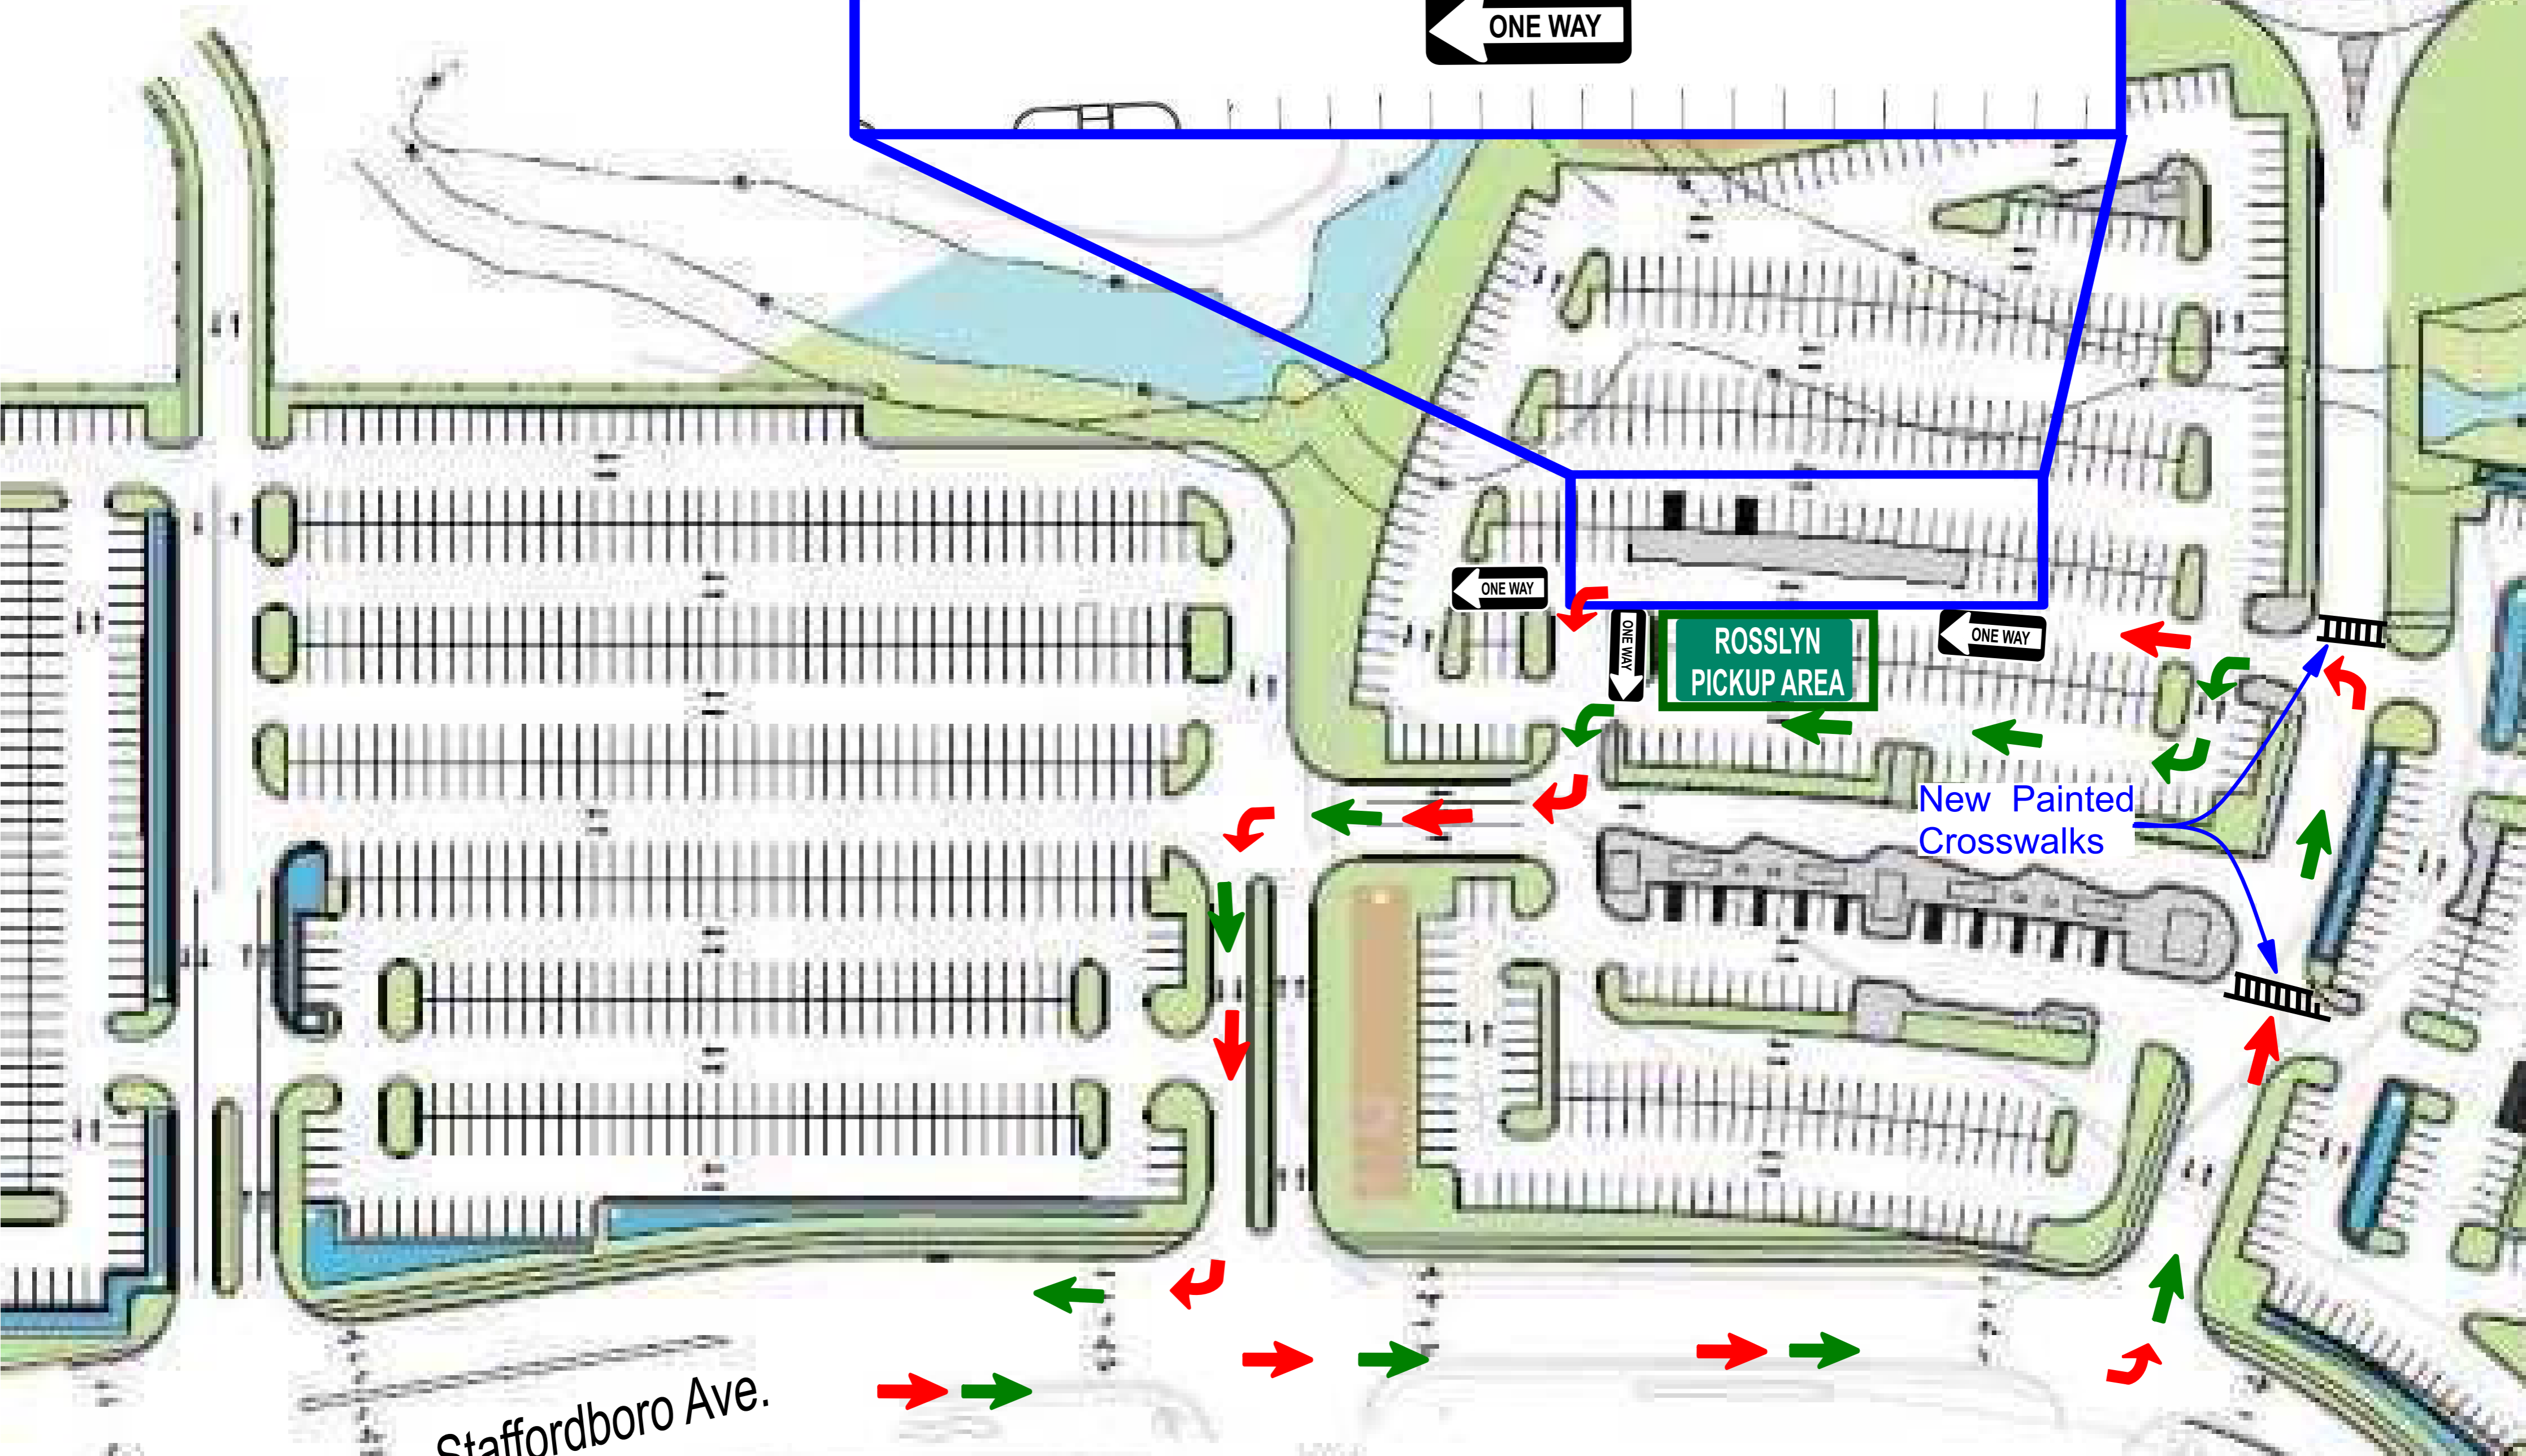 ONE WAY
ONE WAY
ONE WAY
ROSSLYN
PICKUP AREA
ONE WAY
New Painted
Crosswalks
Staffordboro Ave.